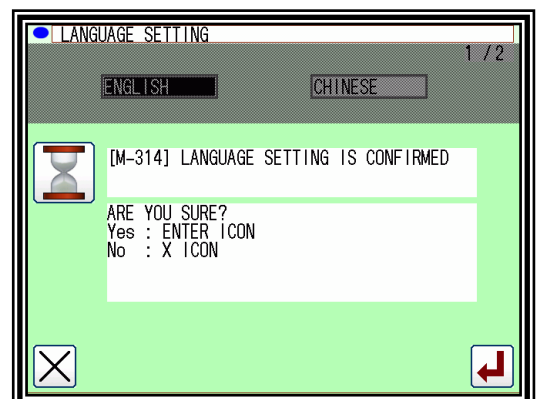 LANGUAGE SETTING
1 /2
ENGLISH CHINESE
[M-314] LANGUAGE SETTING IS CONFIRMED
ARE YOU SURE?
Yes : ENTER ICON
No : X ICON